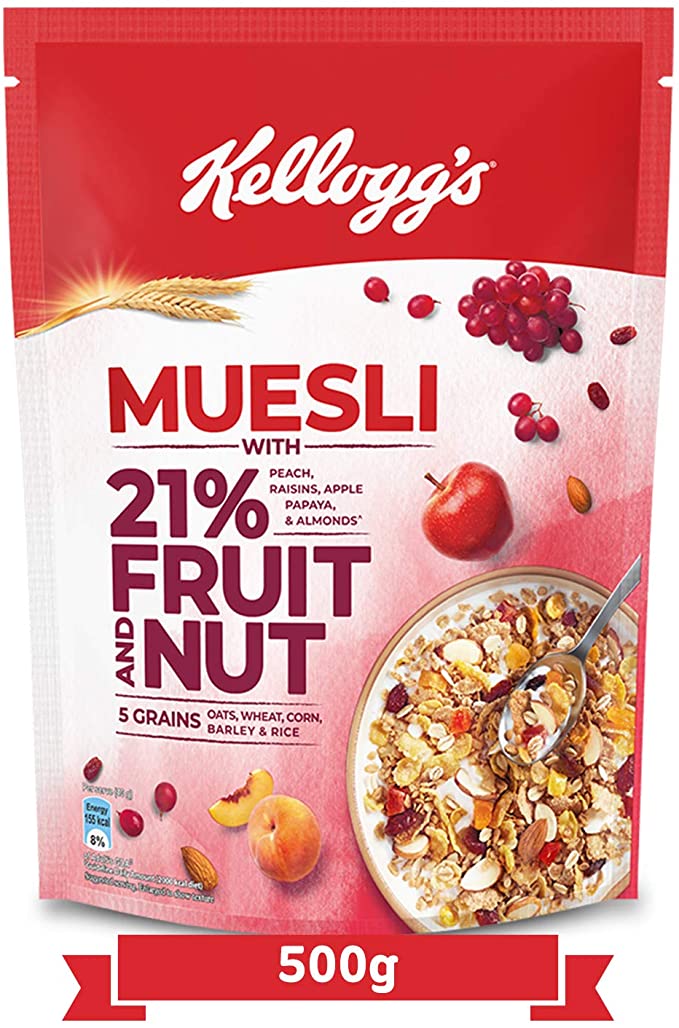 Kellogg's®
MUESLI
WITH
21%
PEACH,
RAISINS, APPLE
PAPAYA,
& ALMONDS^
FRUIT
AND NUT
5 GRAINS
OATS, WHEAT, CORN,
BARLEY & RICE
Energy
155 kcal
8%
500g